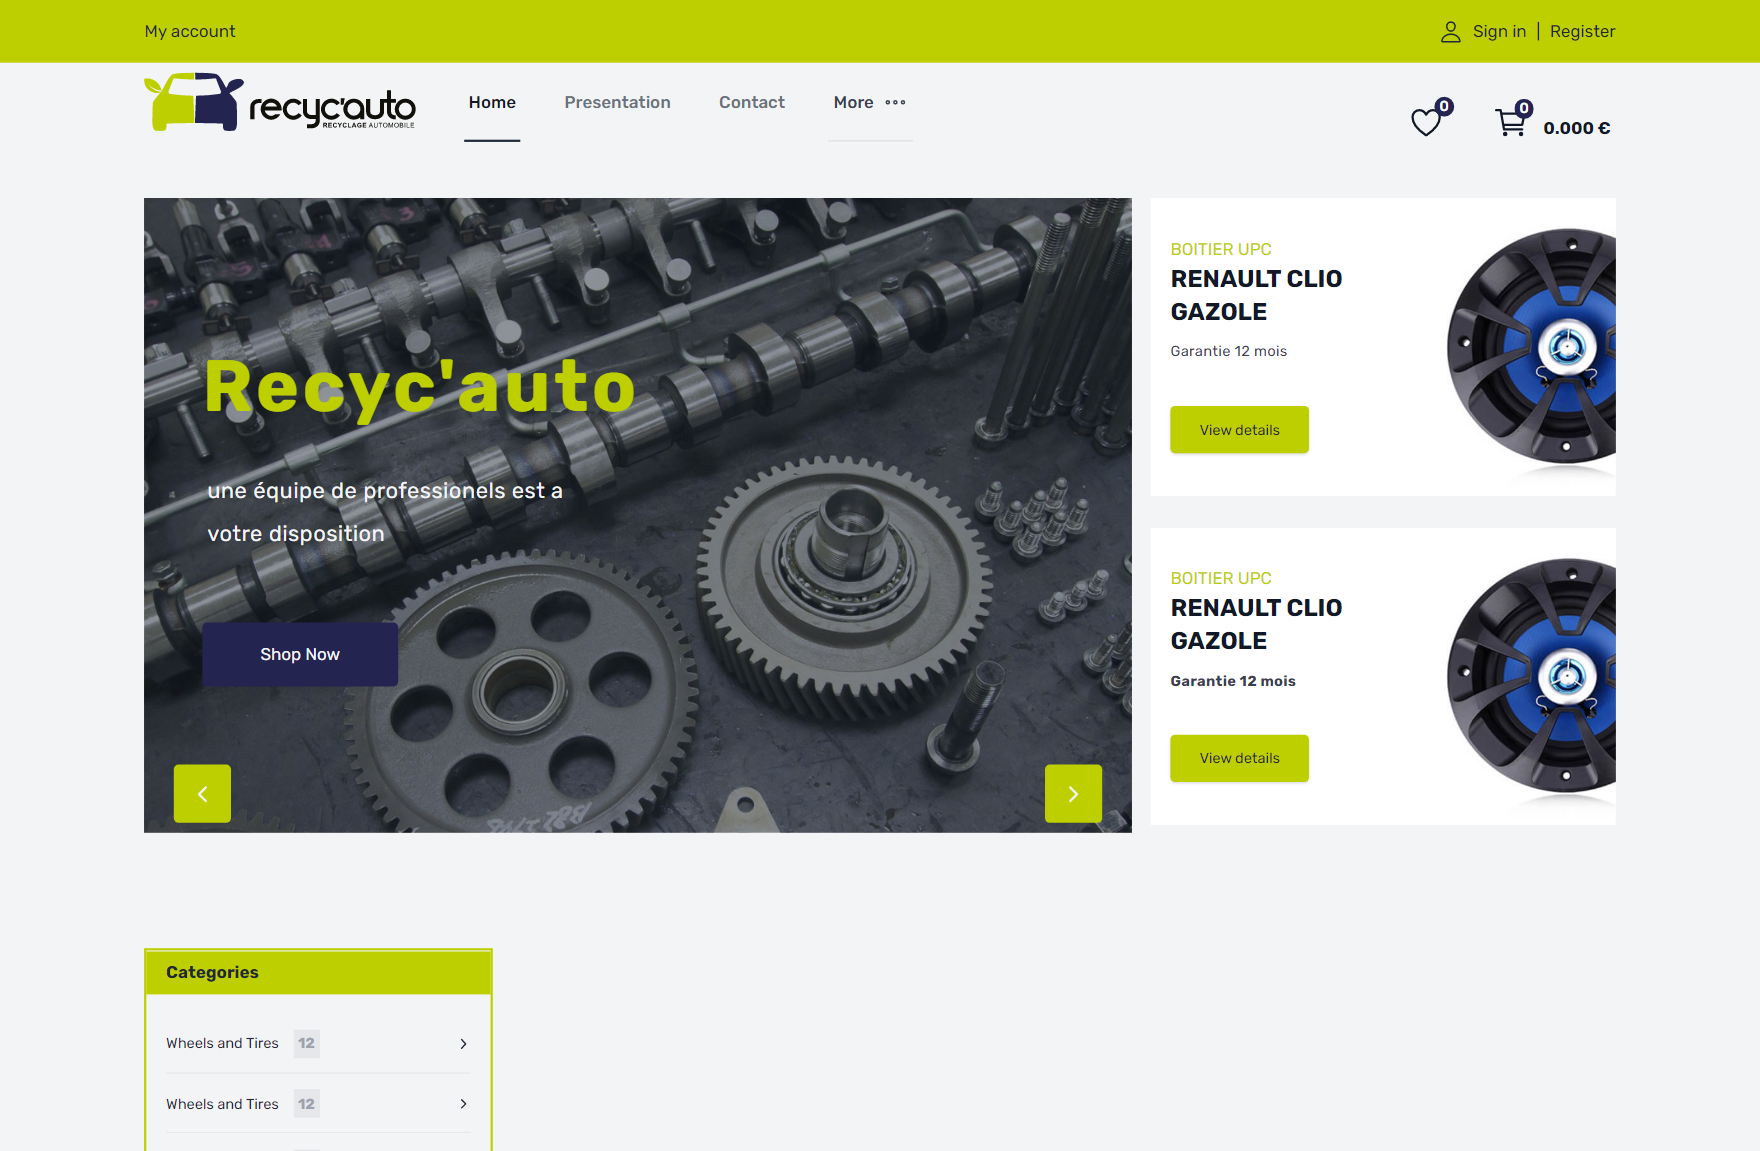 My account
Sign in | Register
recyc'auto
RECYCLAGE AUTOMOBILE
Home
Presentation
Contact
More
0
0
0.000 €
Recyc'auto
une équipe de professionels est a
votre disposition
Shop Now
BOITIER UPC
RENAULT CLIO
GAZOLE
Garantie 12 mois
View details
BOITIER UPC
RENAULT CLIO
GAZOLE
Garantie 12 mois
View details
Categories
Wheels and Tires 12
Wheels and Tires 12